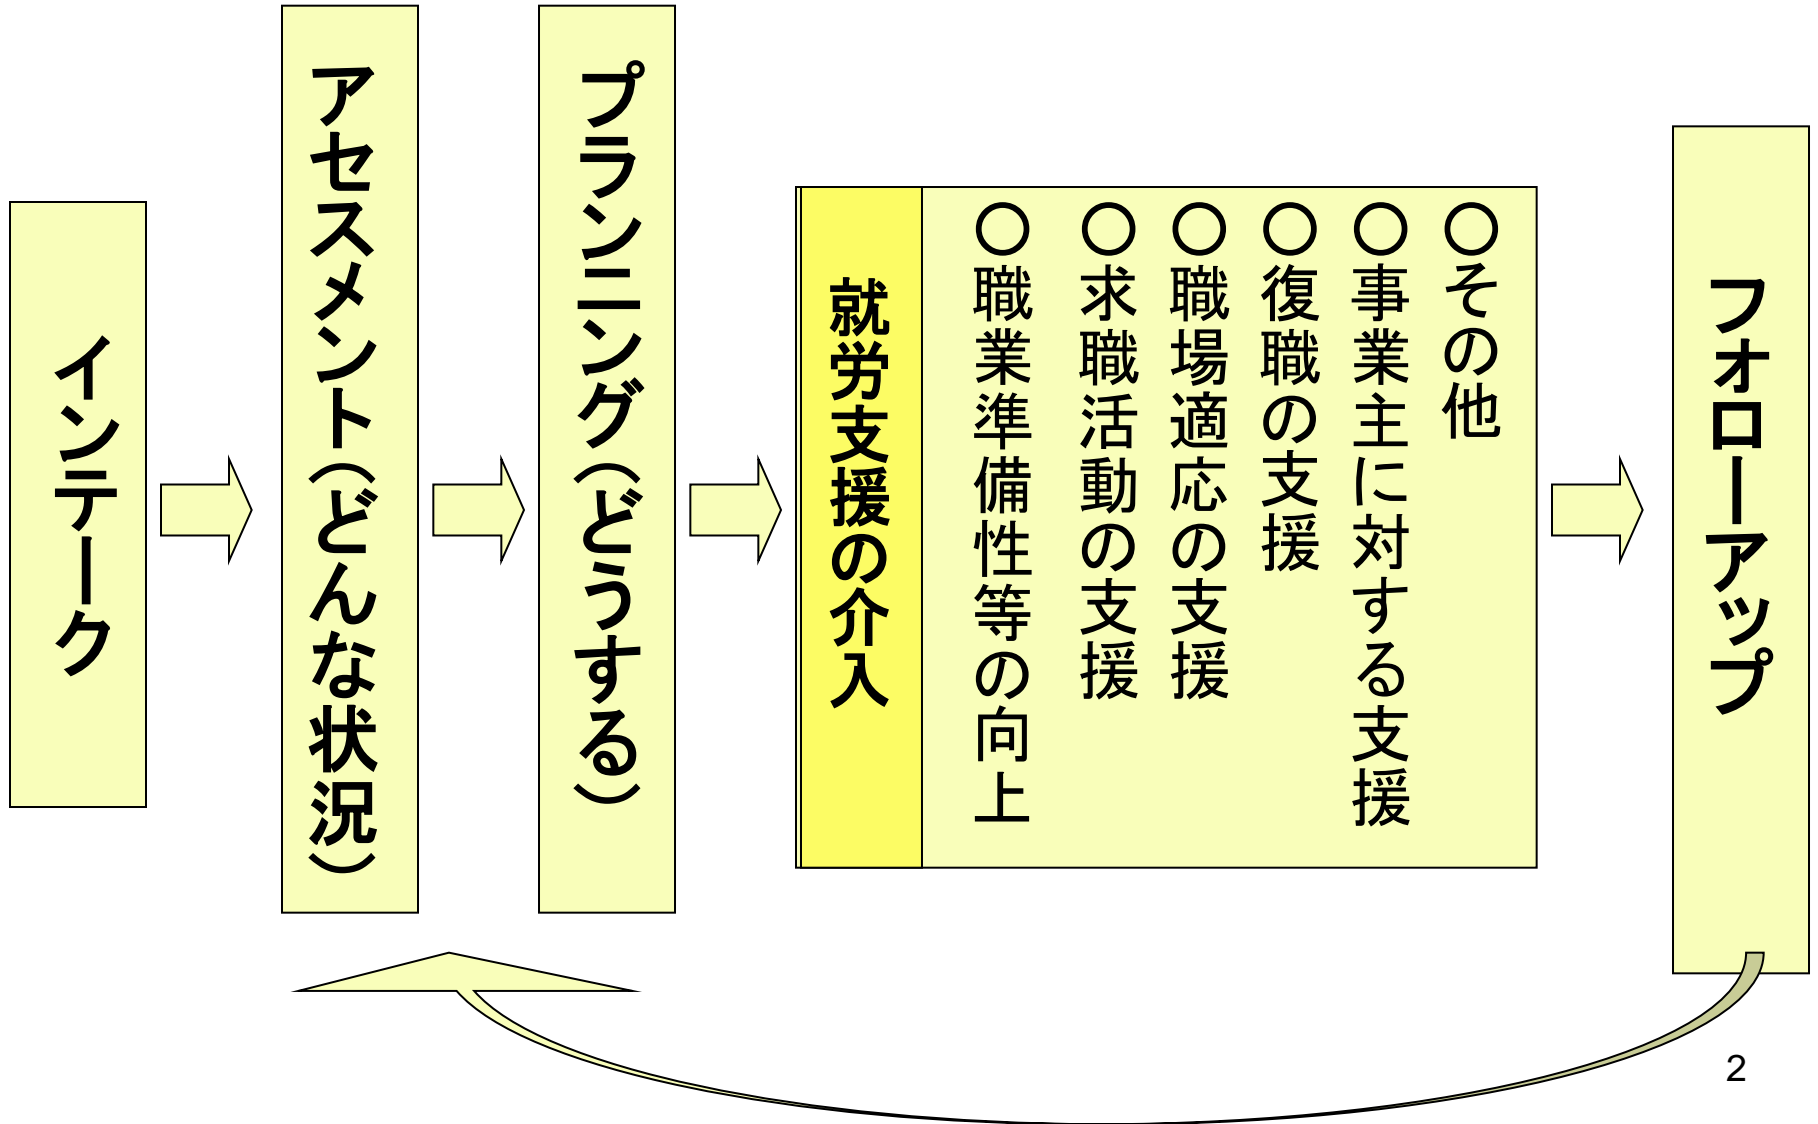 インテーク
アセスメント(どんな状況)
プランニング(どうする)
就労支援の介入
○職業準備性等の向上
○求職活動の支援
○職場適応の支援
○復職の支援
○事業主に対する支援
○その他
フォローアップ
2